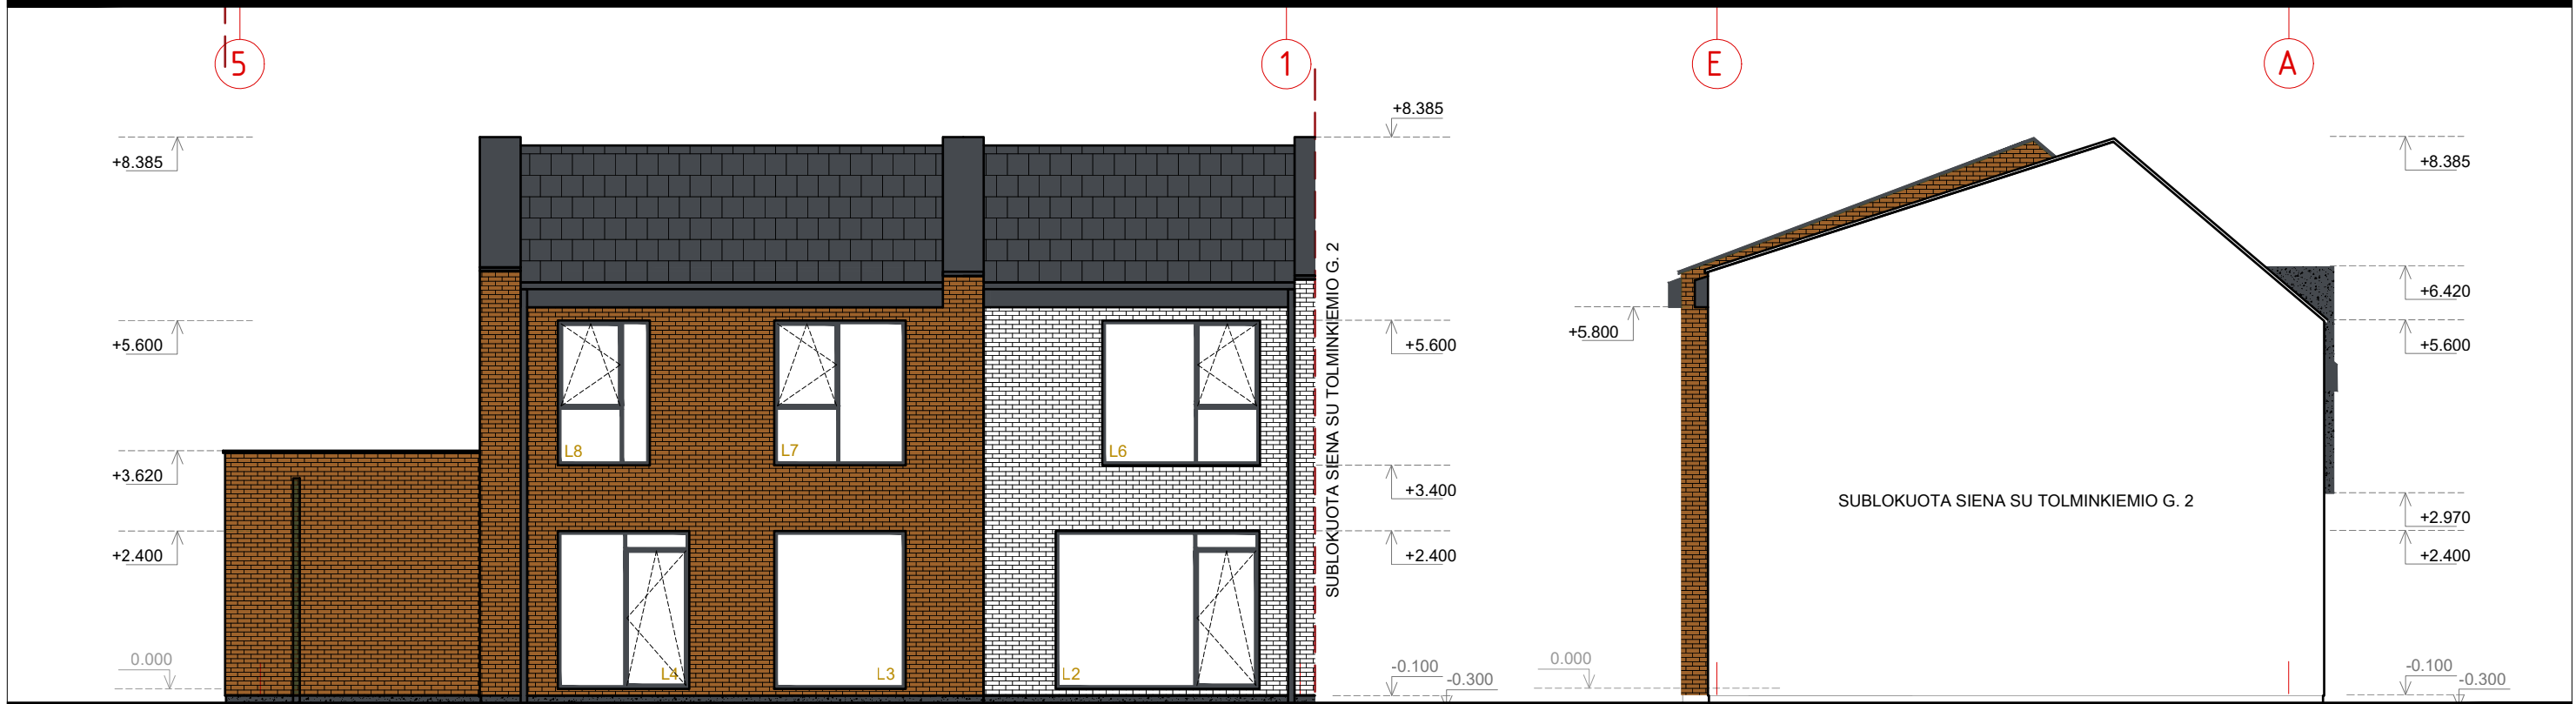 5
1
E
A
+8.385
+8.385
+8.385
+6.420
+5.800
+5.600
+5.600
+5.600
L8
L7
L6
SUBLOKUOTA SIENA SU TOLMINKIEMIO G. 2
+3.620
+3.400
SUBLOKUOTA SIENA SU TOLMINKIEMIO G. 2
+2.970
+2.400
+2.400
+2.400
0.000
L4
L3
L2
-0.100
-0.300
0.000
-0.100
-0.300